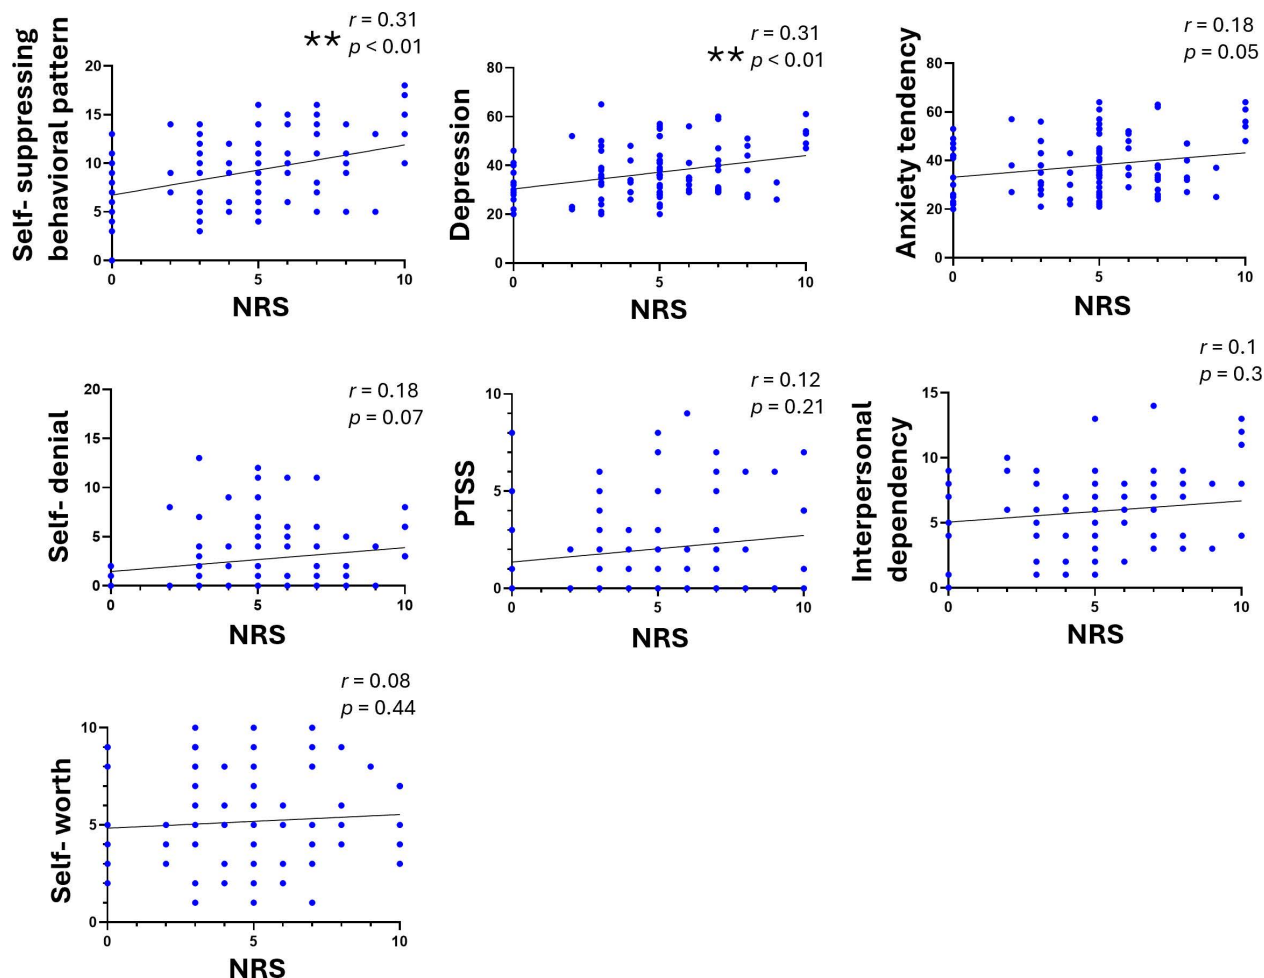 r = 0.31
** p < 0.01
Self- suppressing
behavioral pattern
20
15
10
5
0
0 5 10
NRS
r = 0.31
** p < 0.01
Depression
80
60
40
20
0
0 5 10
NRS
r = 0.18
p = 0.05
Anxiety tendency
80
60
40
20
0
0 5 10
NRS
r = 0.18
p = 0.07
Self- denial
20
15
10
5
0
0 5 10
NRS
r = 0.12
p = 0.21
PTSS
10
5
0
0 5 10
NRS
r = 0.1
p = 0.3
Interpersonal
dependency
15
10
5
0
0 5 10
NRS
r = 0.08
p = 0.44
Self- worth
10
5
0
0 5 10
NRS